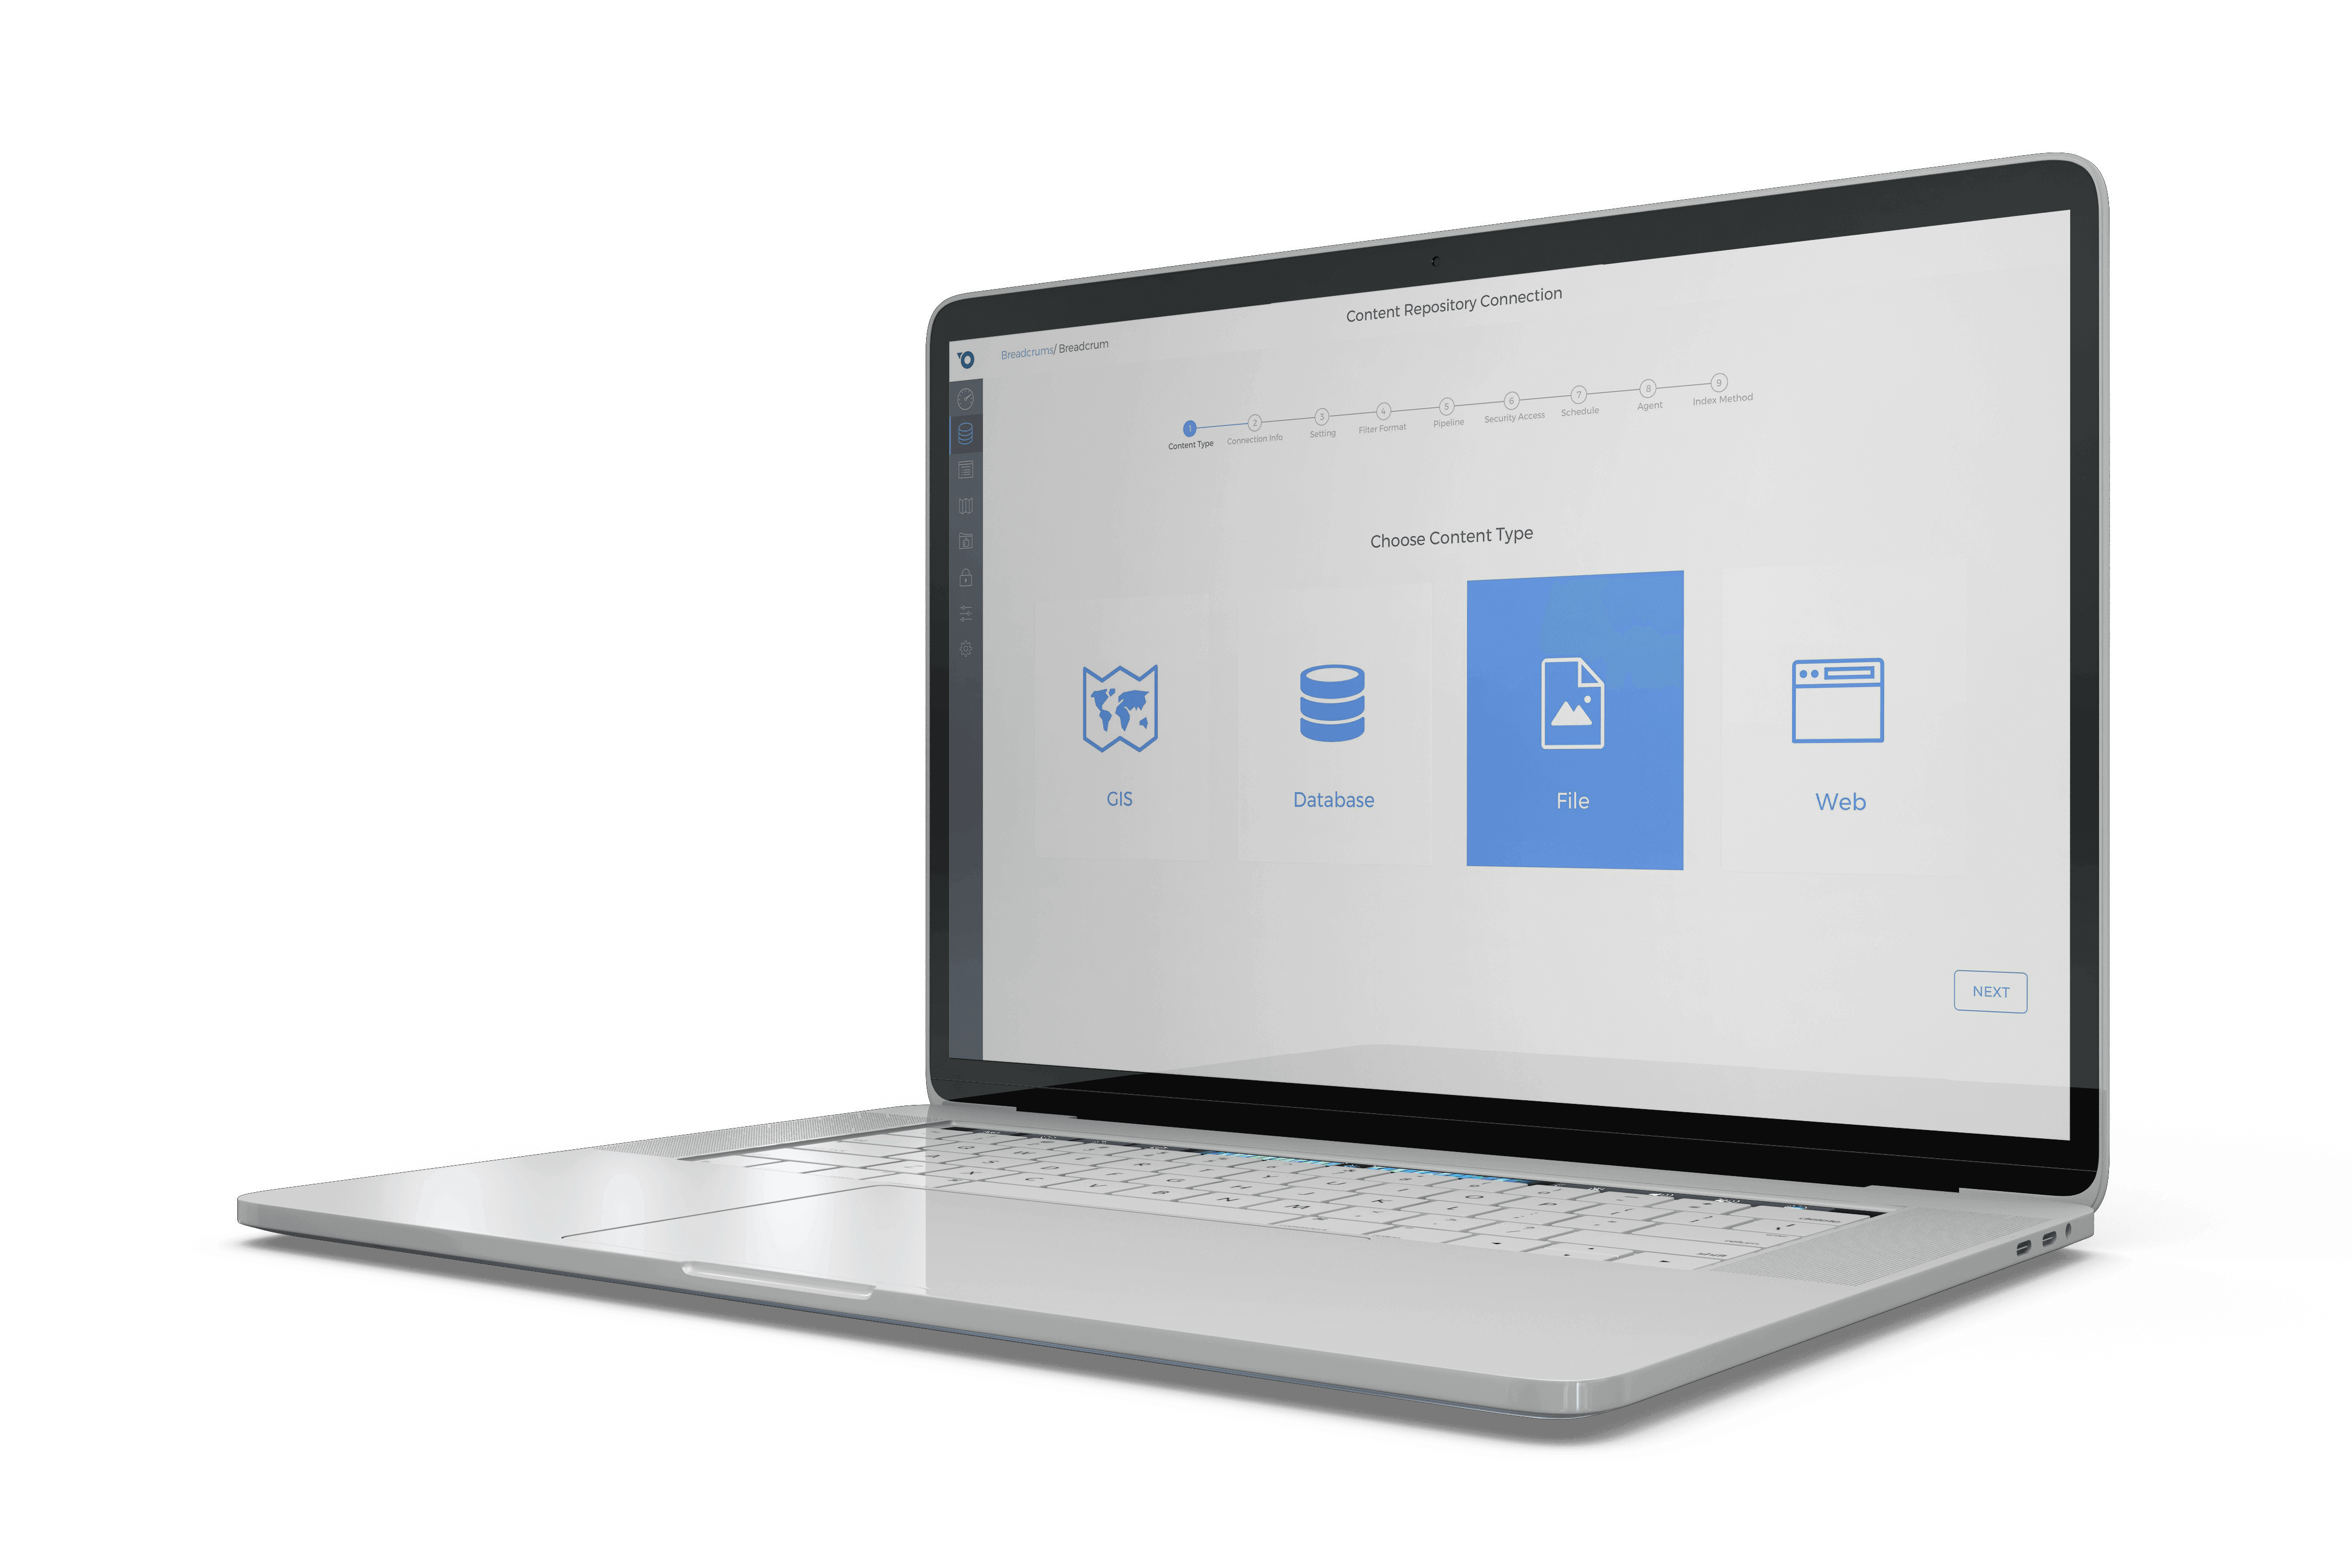 Content Repository Connection
Breadcrums/ Breadcrum
1 2 3 4 5 6 7 8 9
Content Type Connection Info Setting Filter Format Pipeline Security Access Schedule Agent Index Method
Choose Content Type
GIS Database File Web
NEXT
Q W R Y U I O P
A S D F G H J K L
X C V B N M
shift